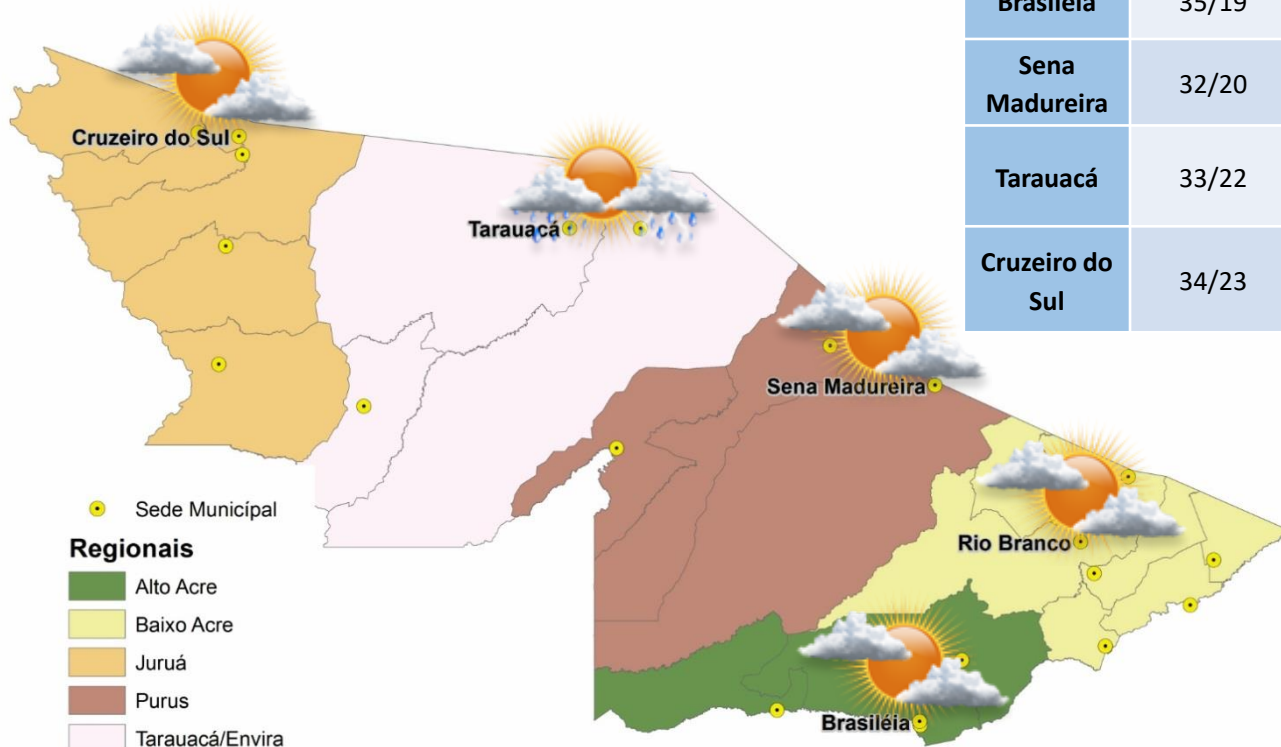 Brasiléia 35/19
Sena
Madureira 32/20
Tarauacá 33/22
Cruzeiro do
Sul 34/23
Cruzeiro do Sul
Tarauacá
Sena Madureira
Rio Branco
Brasiléia
Sede Municípal
Regionais
Alto Acre
Baixo Acre
Juruá
Purus
Tarauacá/Envira